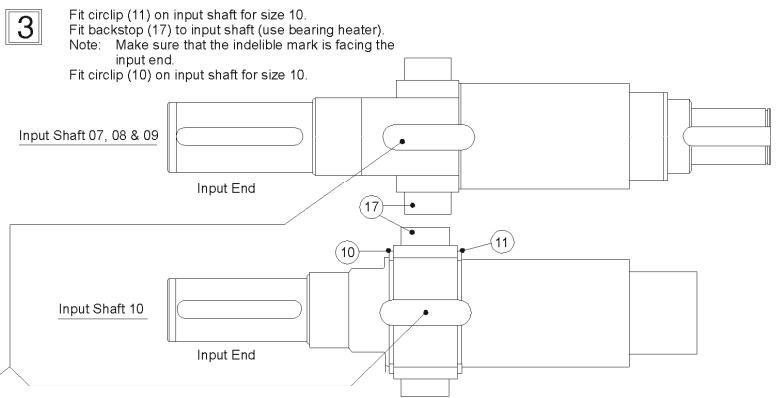 3
Fit circlip (11) on input shaft for size 10.
Fit backstop (17) to input shaft (use bearing heater).
Note: Make sure that the indelible mark is facing the
input end.
Fit circlip (10) on input shaft for size 10.
Input Shaft 07, 08 & 09
Input End
17
10
11
Input Shaft 10
Input End